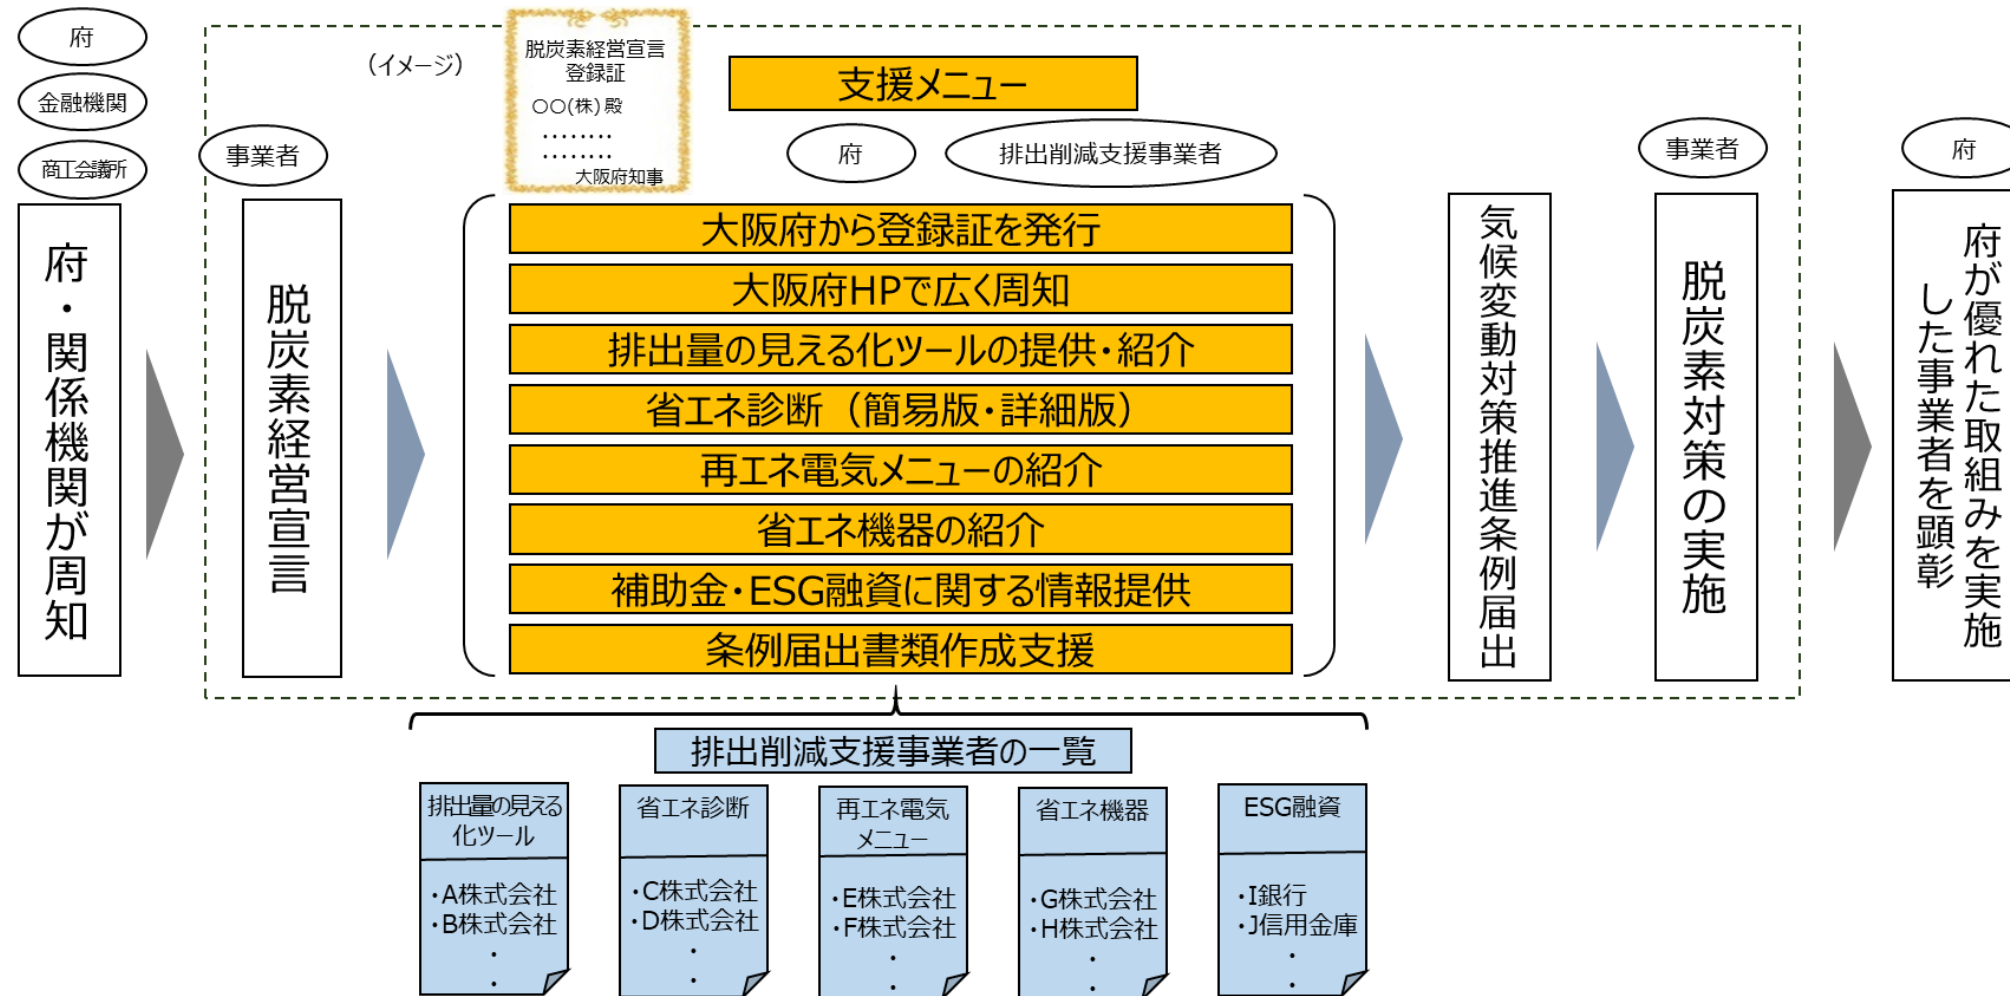 府
金融機関
商工会議所
府・関係機関が周知
事業者
脱炭素経営宣言
（イメージ）
脱炭素経営宣言
登録証
○○(株)殿
‥‥‥‥
‥‥‥‥
大阪府知事
支援メニュー
府
排出削減支援事業者
大阪府から登録証を発行
大阪府HPで広く周知
排出量の見える化ツールの提供・紹介
省エネ診断（簡易版・詳細版）
再エネ電気メニューの紹介
省エネ機器の紹介
補助金・ESG融資に関する情報提供
条例届出書類作成支援
気候変動対策推進条例届出
事業者
脱炭素対策の実施
府
府が優れた取組みを実施
した事業者を顕彰
排出削減支援事業者の一覧
排出量の見える
化ツール
・A株式会社
・B株式会社
・
・
省エネ診断
・C株式会社
・D株式会社
・
・
再エネ電気
メニュー
・E株式会社
・F株式会社
・
・
省エネ機器
・G株式会社
・H株式会社
・
・
ESG融資
・I銀行
・J信用金庫
・
・